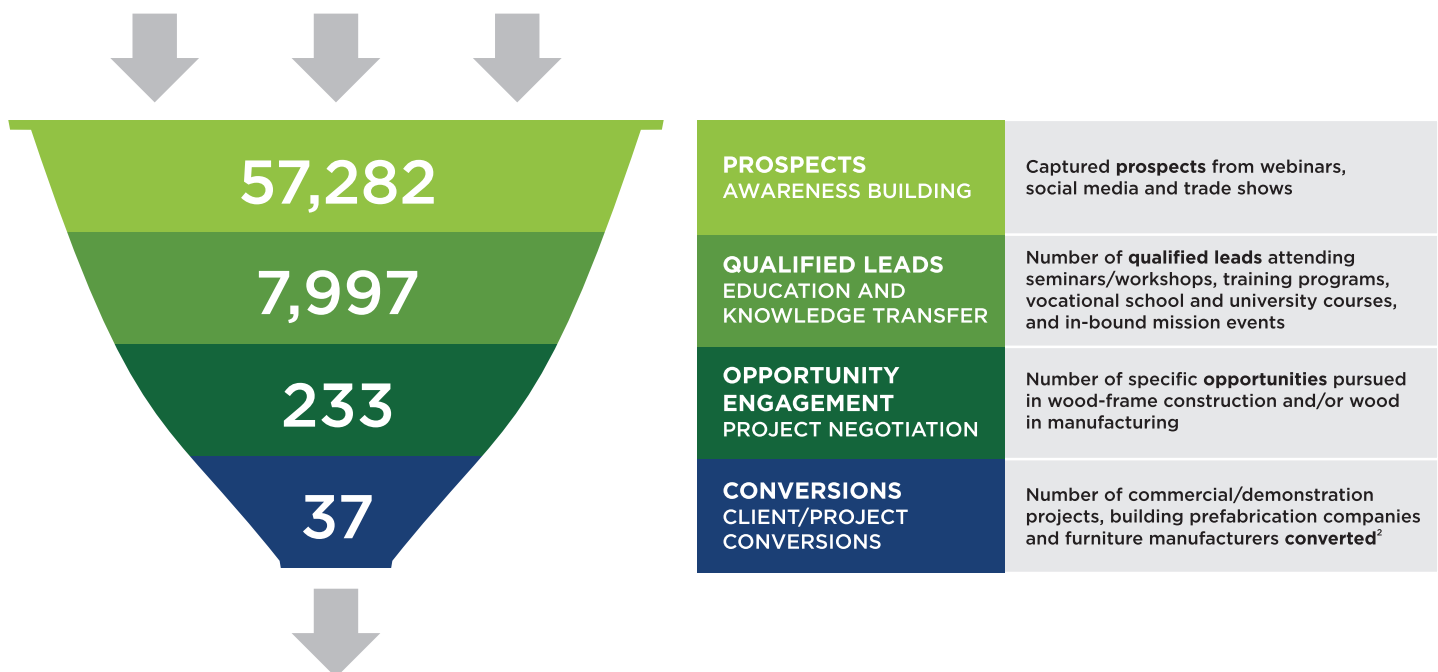 57,282
PROSPECTS
AWARENESS BUILDING
Captured prospects from webinars,
social media and trade shows
7,997
QUALIFIED LEADS
EDUCATION AND
KNOWLEDGE TRANSFER
Number of qualified leads attending
seminars/workshops, training programs,
vocational school and university courses,
and in-bound mission events
233
OPPORTUNITY
ENGAGEMENT
PROJECT NEGOTIATION
Number of specific opportunities pursued
in wood-frame construction and/or wood
in manufacturing
37
CONVERSIONS
CLIENT/PROJECT
CONVERSIONS
Number of commercial/demonstration
projects, building prefabrication companies
and furniture manufacturers converted²